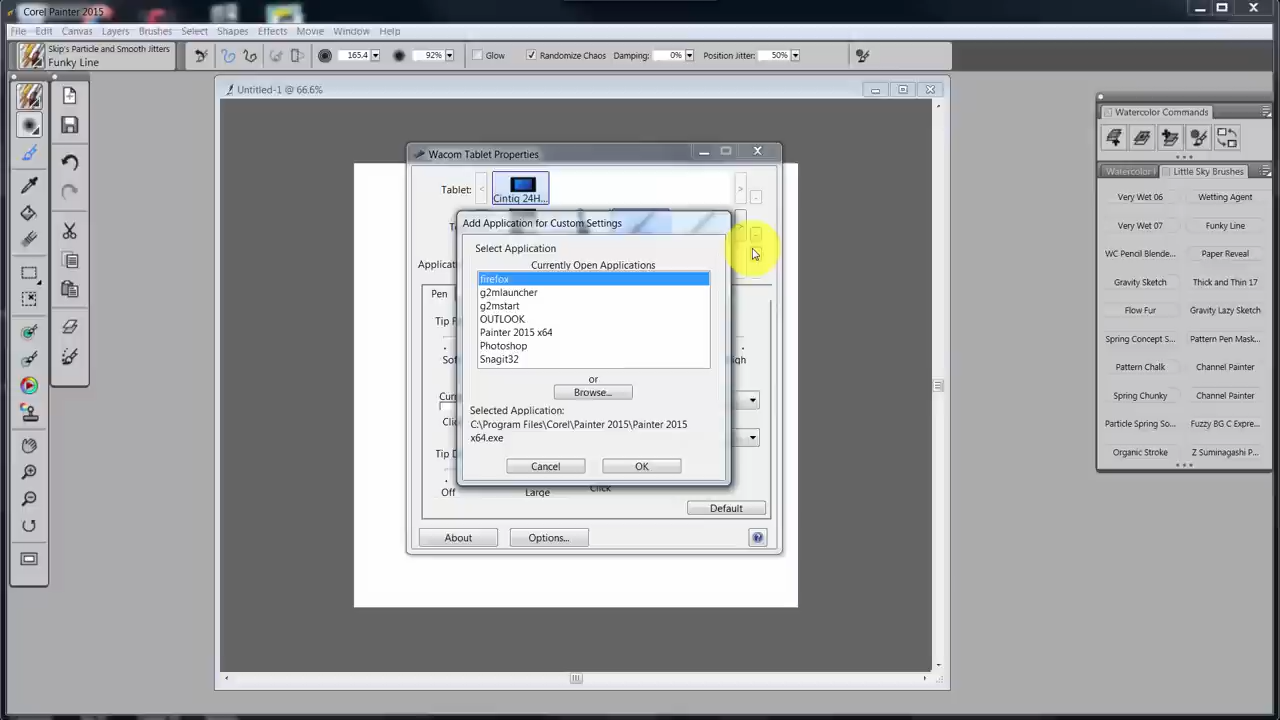 Corel Painter 2015
File Edit Canvas Layers Brushes Select Shapes Effects Movie Window Help
Skip's Particle and Smooth Jitters
Funky Line
165.4 92% Glow Randomize Chaos Damping: 0% Position Jitter: 50%
Untitled-1 @ 66.6%
Wacom Tablet Properties
Tablet:
Cintiq 24H...
Add Application for Custom Settings
Select Application
Currently Open Applications
firefox
g2mlauncher
g2mstart
OUTLOOK
Painter 2015 x64
Photoshop
Snagit32
or
Browse...
Selected Application:
C:\Program Files\Corel\Painter 2015\Painter 2015
x64.exe
Cancel OK
Pen
Off Large Click
Default
About Options...
Watercolor Commands
Watercolor Little Sky Brushes
Very Wet 06 Wetting Agent
Very Wet 07 Funky Line
WC Pencil Blende... Paper Reveal
Gravity Sketch Thick and Thin 17
Flow Fur Gravity Lazy Sketch
Spring Concept S... Pattern Pen Mask...
Pattern Chalk Channel Painter
Spring Chunky Channel Painter
Particle Spring So... Fuzzy BG C Expre...
Organic Stroke Z Suminagashi P...